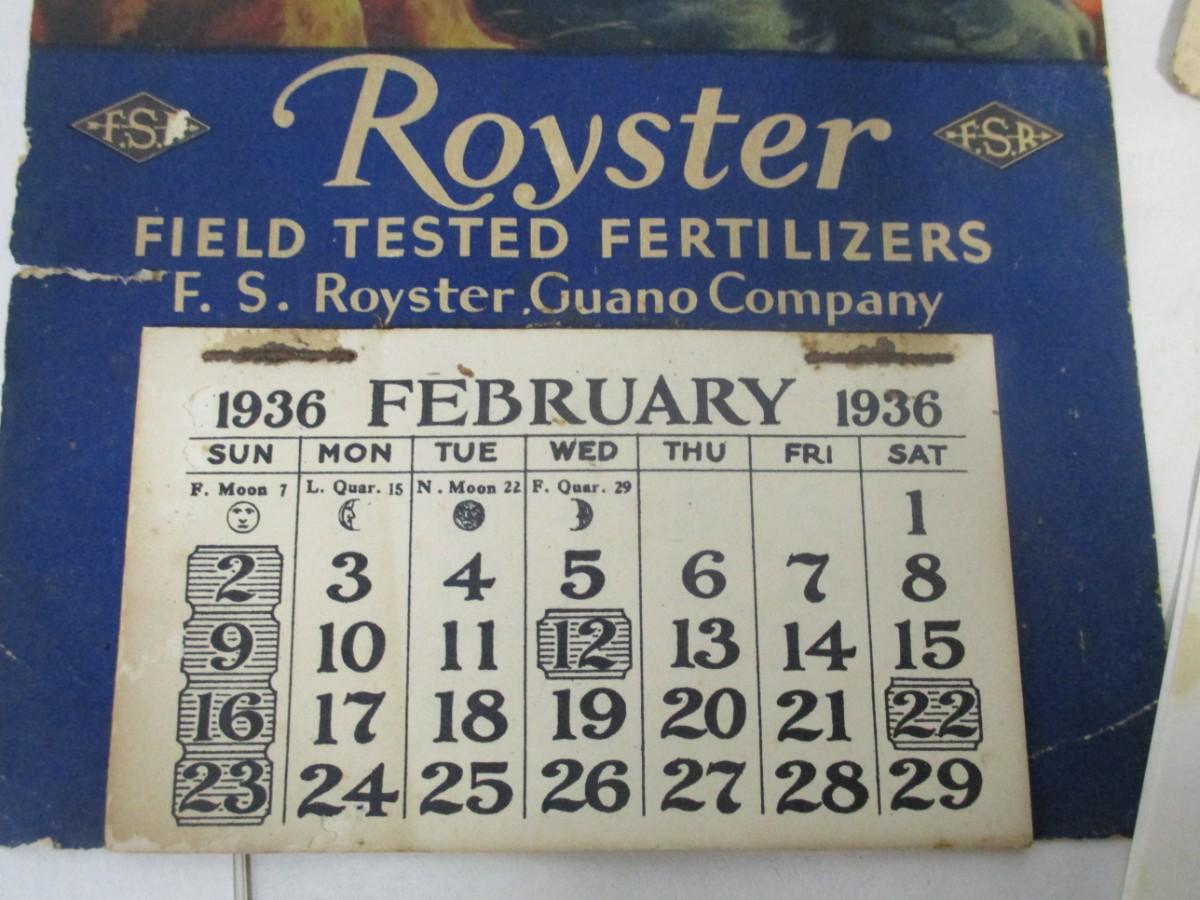 Royster
F.S.
F.S.R.
FIELD TESTED FERTILIZERS
F. S. Royster Guano Company
1936 FEBRUARY 1936
SUN MON TUE WED THU FRI SAT
F. Moon 7 L. Quar. 15 N. Moon 22 F. Quar. 29
1
2 3 4 5 6 7 8
9 10 11 12 13 14 15
16 17 18 19 20 21 22
23 24 25 26 27 28 29